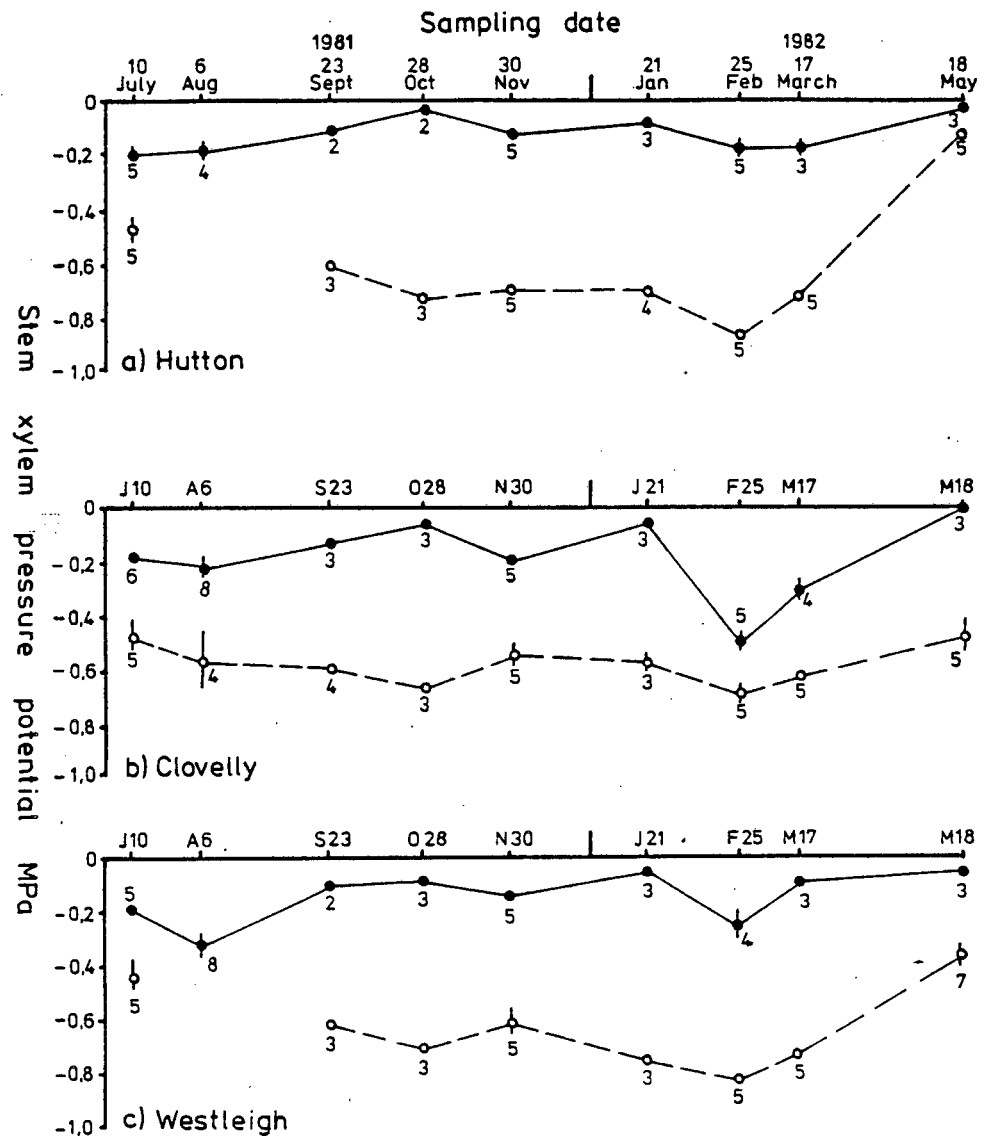 Sampling date
1981 1982
10 6 23 28 30 21 25 17 18
July Aug Sept Oct Nov Jan Feb March May
Stem xylem pressure potential MPa
0
-0,2
-0,4
-0,6
-0,8
-1,0
5 4 2 2 5 3 5 3 3
5 3 3 5 4 5 5 5
a) Hutton
J10 A6 S23 O28 N30 J21 F25 M17 M18
0
-0,2
-0,4
-0,6
-0,8
-1,0
6 8 3 3 5 3 5 4 3
5 4 4 3 5 3 5 5 5
b) Clovelly
J10 A6 S23 O28 N30 J21 F25 M17 M18
0
-0,2
-0,4
-0,6
-0,8
-1,0
5 8 2 3 5 3 4 3 3
5 3 3 5 3 5 5 7
c) Westleigh